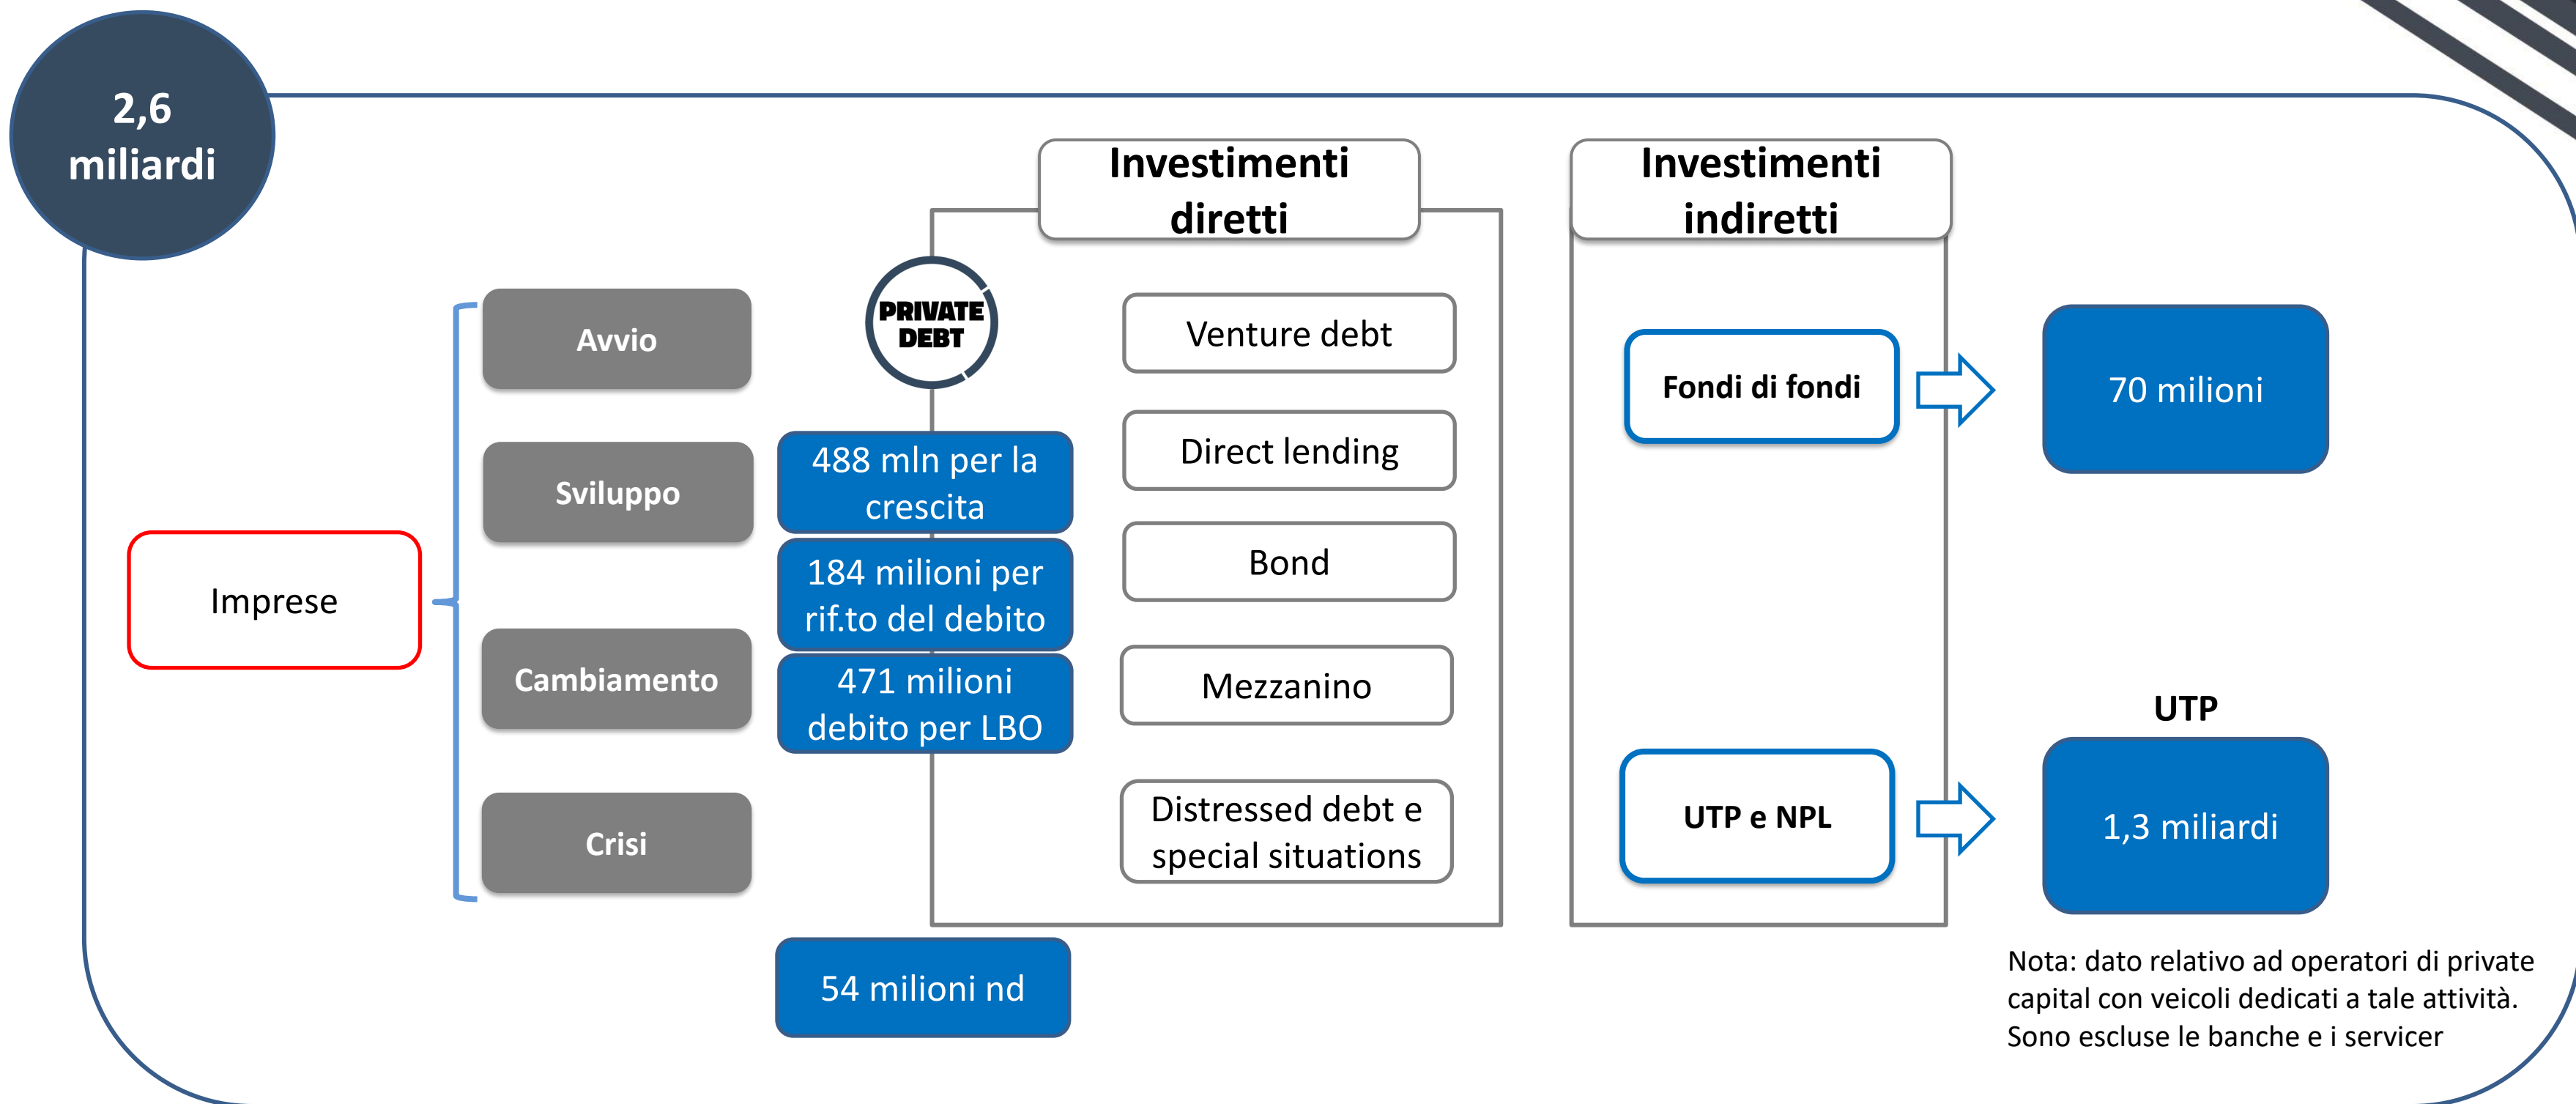 2,6
miliardi
Investimenti
diretti
Investimenti
indiretti
PRIVATE
DEBT
Imprese
Avvio
Sviluppo
Cambiamento
Crisi
488 mln per la
crescita
184 milioni per
rif.to del debito
471 milioni
debito per LBO
54 milioni nd
Venture debt
Direct lending
Bond
Mezzanino
Distressed debt e
special situations
Fondi di fondi
70 milioni
UTP e NPL
UTP
1,3 miliardi
Nota: dato relativo ad operatori di private
capital con veicoli dedicati a tale attività.
Sono escluse le banche e i servicer